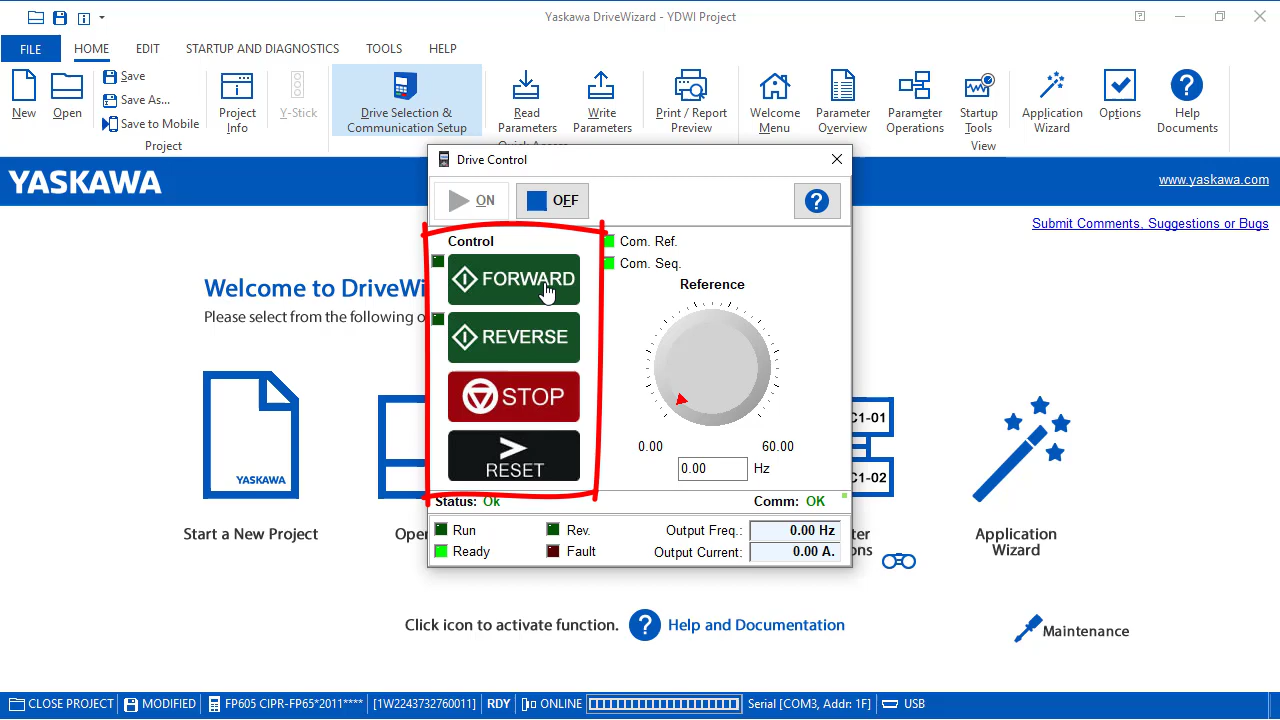 Yaskawa DriveWizard - YDWI Project
FILE HOME EDIT STARTUP AND DIAGNOSTICS TOOLS HELP
New
Open
Save
Save As...
Save to Mobile
Project
Info
Y-Stick
Drive Selection &
Communication Setup
Read
Parameters
Write
Parameters
Print / Report
Preview
Welcome
Menu
Parameter
Overview
Parameter
Operations
Startup
Tools
Application
Wizard
Options
Help
Documents
Project
View
YASKAWA
www.yaskawa.com
Submit Comments, Suggestions or Bugs
Drive Control
ON
OFF
Control
FORWARD
REVERSE
STOP
RESET
Com. Ref.
Com. Seq.
Reference
0.00
60.00
0.00 Hz
Status: Ok
Comm: OK
Run
Rev.
Ready
Fault
Output Freq.: 0.00 Hz
Output Current: 0.00 A.
Welcome to
Please select from the following
YASKAWA
Start a New Project
C1-01
C1-02
Application
Wizard
Click icon to activate function.
Help and Documentation
Maintenance
CLOSE PROJECT MODIFIED FP605 CIPR-FP65*2011**** [1W2243732760011] RDY ONLINE Serial [COM3, Addr: 1F] USB